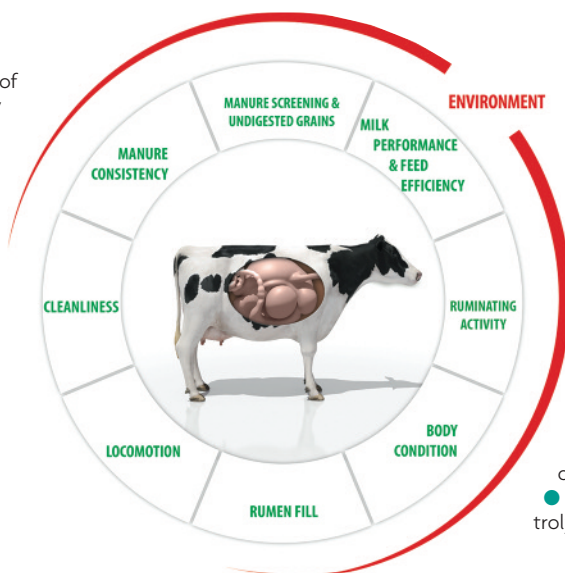 of
ENVIRONMENT
MANURE SCREENING &
UNDIGESTED GRAINS
MILK
PERFORMANCE
& FEED
EFFICIENCY
MANURE
CONSISTENCY
CLEANLINESS
RUMINATING
ACTIVITY
LOCOMOTION
BODY
CONDITION
RUMEN FILL
trol